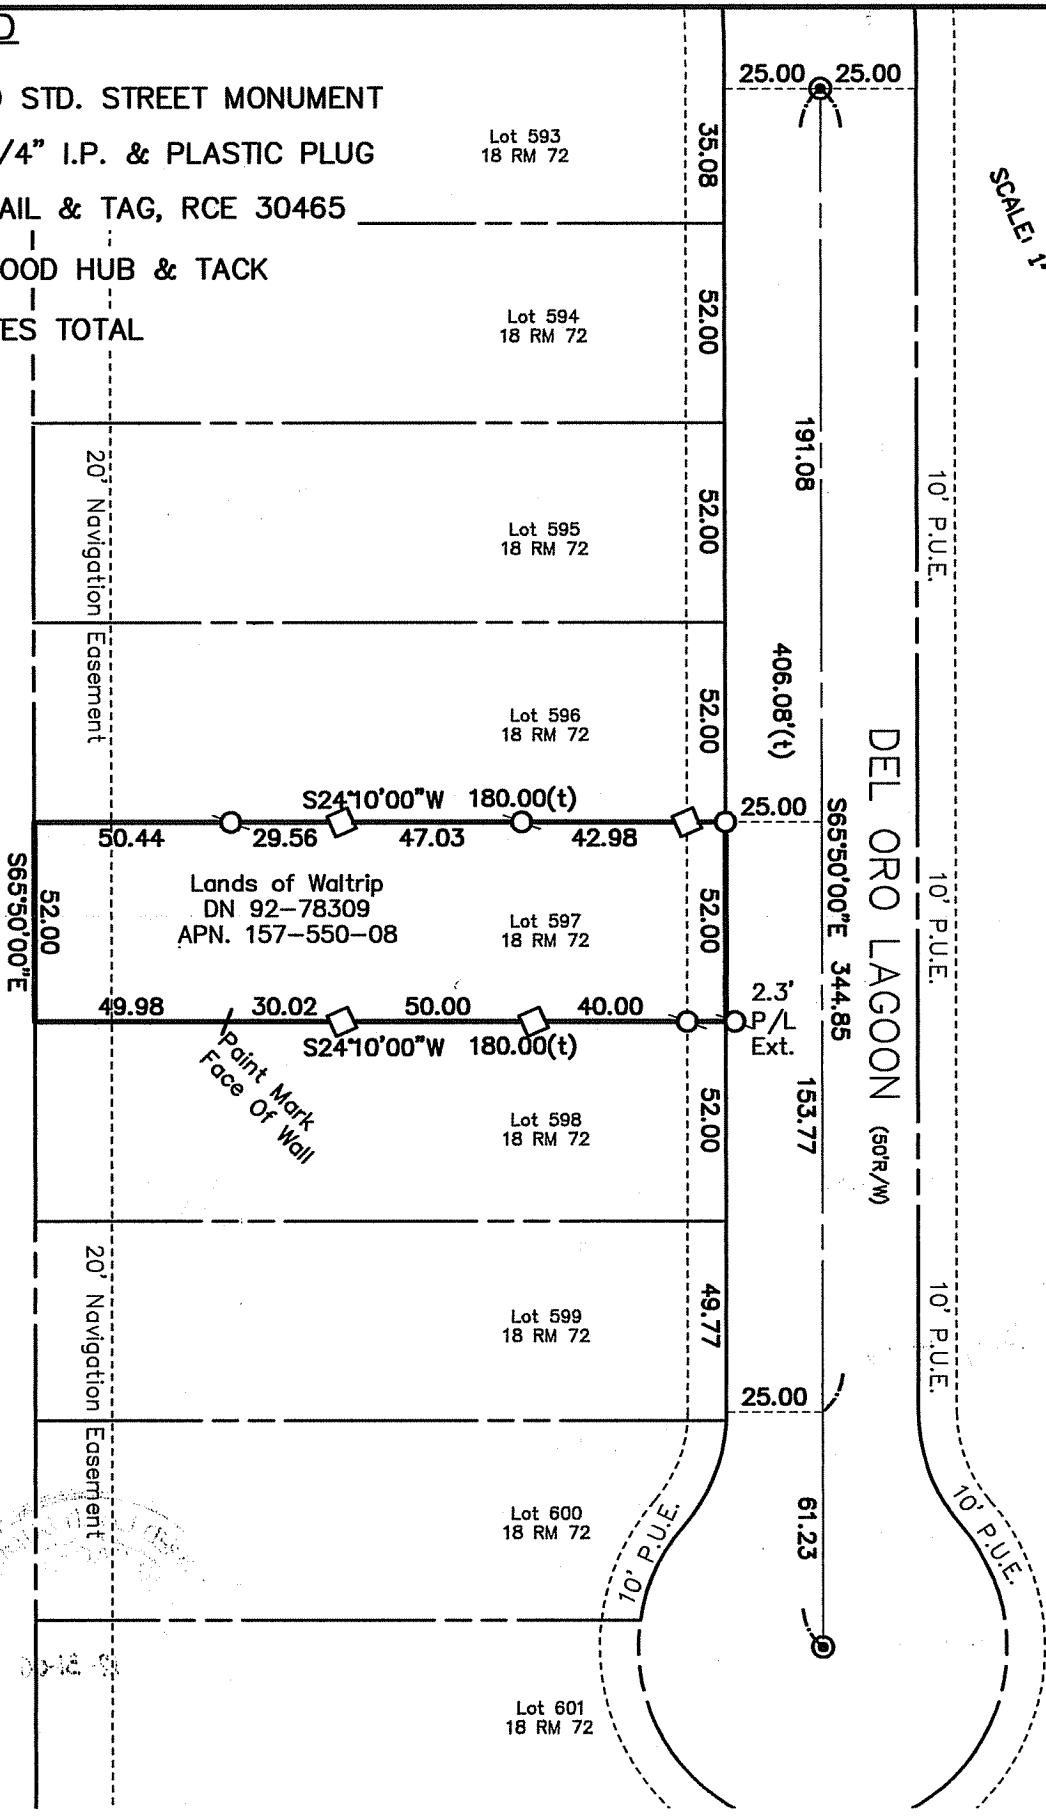 STD. STREET MONUMENT
/4" I.P. & PLASTIC PLUG
AIL & TAG, RCE 30465
OOD HUB & TACK
ES TOTAL
25.00 25.00
SCALE: 1"
Lot 593
18 RM 72
35.08
Lot 594
18 RM 72
52.00
191.08
10' P.U.E.
20' Navigation Easement
Lot 595
18 RM 72
52.00
406.08'(t)
Lot 596
18 RM 72
52.00
DEL ORO LAGOON (50'R/W)
S24°10'00"W 180.00(t)
25.00
50.44
29.56
47.03
42.98
S65°50'00"E 344.85
S65°50'00"E
52.00
Lands of Waltrip
DN 92-78309
APN. 157-550-08
Lot 597
18 RM 72
52.00
10' P.U.E.
49.98
30.02
50.00
40.00
2.3'
P/L
Ext.
S24°10'00"W 180.00(t)
Paint Mark
Face Of Wall
Lot 598
18 RM 72
52.00
153.77
20' Navigation Easement
Lot 599
18 RM 72
49.77
10' P.U.E.
25.00
Lot 600
18 RM 72
10' P.U.E.
61.23
10' P.U.E.
Lot 601
18 RM 72